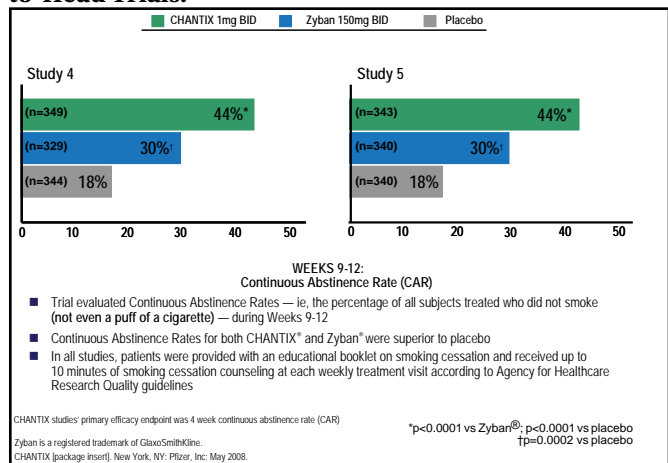 to-Head Trials.
CHANTIX 1mg BID Zyban 150mg BID Placebo
Study 4 Study 5
(n=349) 44%* (n=343) 44%*
(n=329) 30%† (n=340) 30%†
(n=344) 18% (n=340) 18%
0 10 20 30 40 50 0 10 20 30 40 50
WEEKS 9-12:
Continuous Abstinence Rate (CAR)
■ Trial evaluated Continuous Abstinence Rates — ie, the percentage of all subjects treated who did not smoke
(not even a puff of a cigarette) — during Weeks 9-12
■ Continuous Abstinence Rates for both CHANTIX® and Zyban® were superior to placebo
■ In all studies, patients were provided with an educational booklet on smoking cessation and received up to
10 minutes of smoking cessation counseling at each weekly treatment visit according to Agency for Healthcare
Research Quality guidelines
CHANTIX studies' primary efficacy endpoint was 4 week continuous abstinence rate (CAR)
*p<0.0001 vs Zyban®; p<0.0001 vs placebo
†p=0.0002 vs placebo
Zyban is a registered trademark of GlaxoSmithKline.
CHANTIX [package insert]. New York, NY: Pfizer, Inc; May 2008.